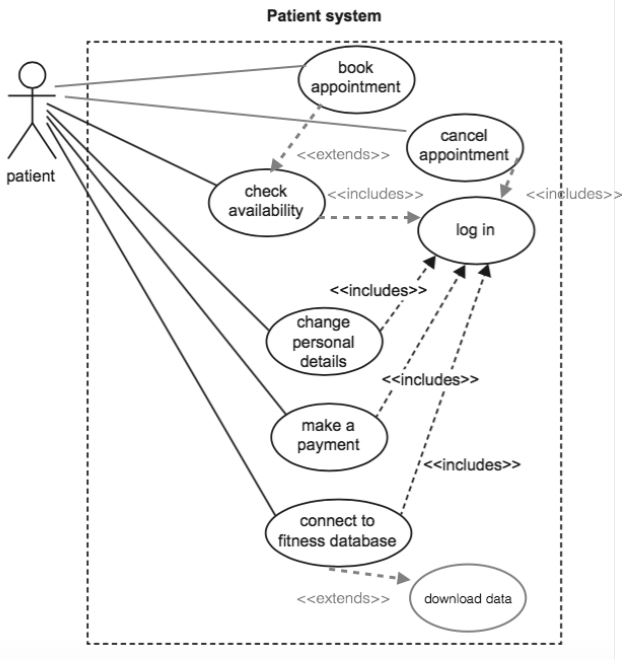 Patient system
book
appointment
cancel
appointment
<<extends>>
patient
check
availability
<<includes>>
<<includes>>
log in
<<includes>>
change
personal
details
<<includes>>
make a
payment
<<includes>>
connect to
fitness database
<<extends>>
download data